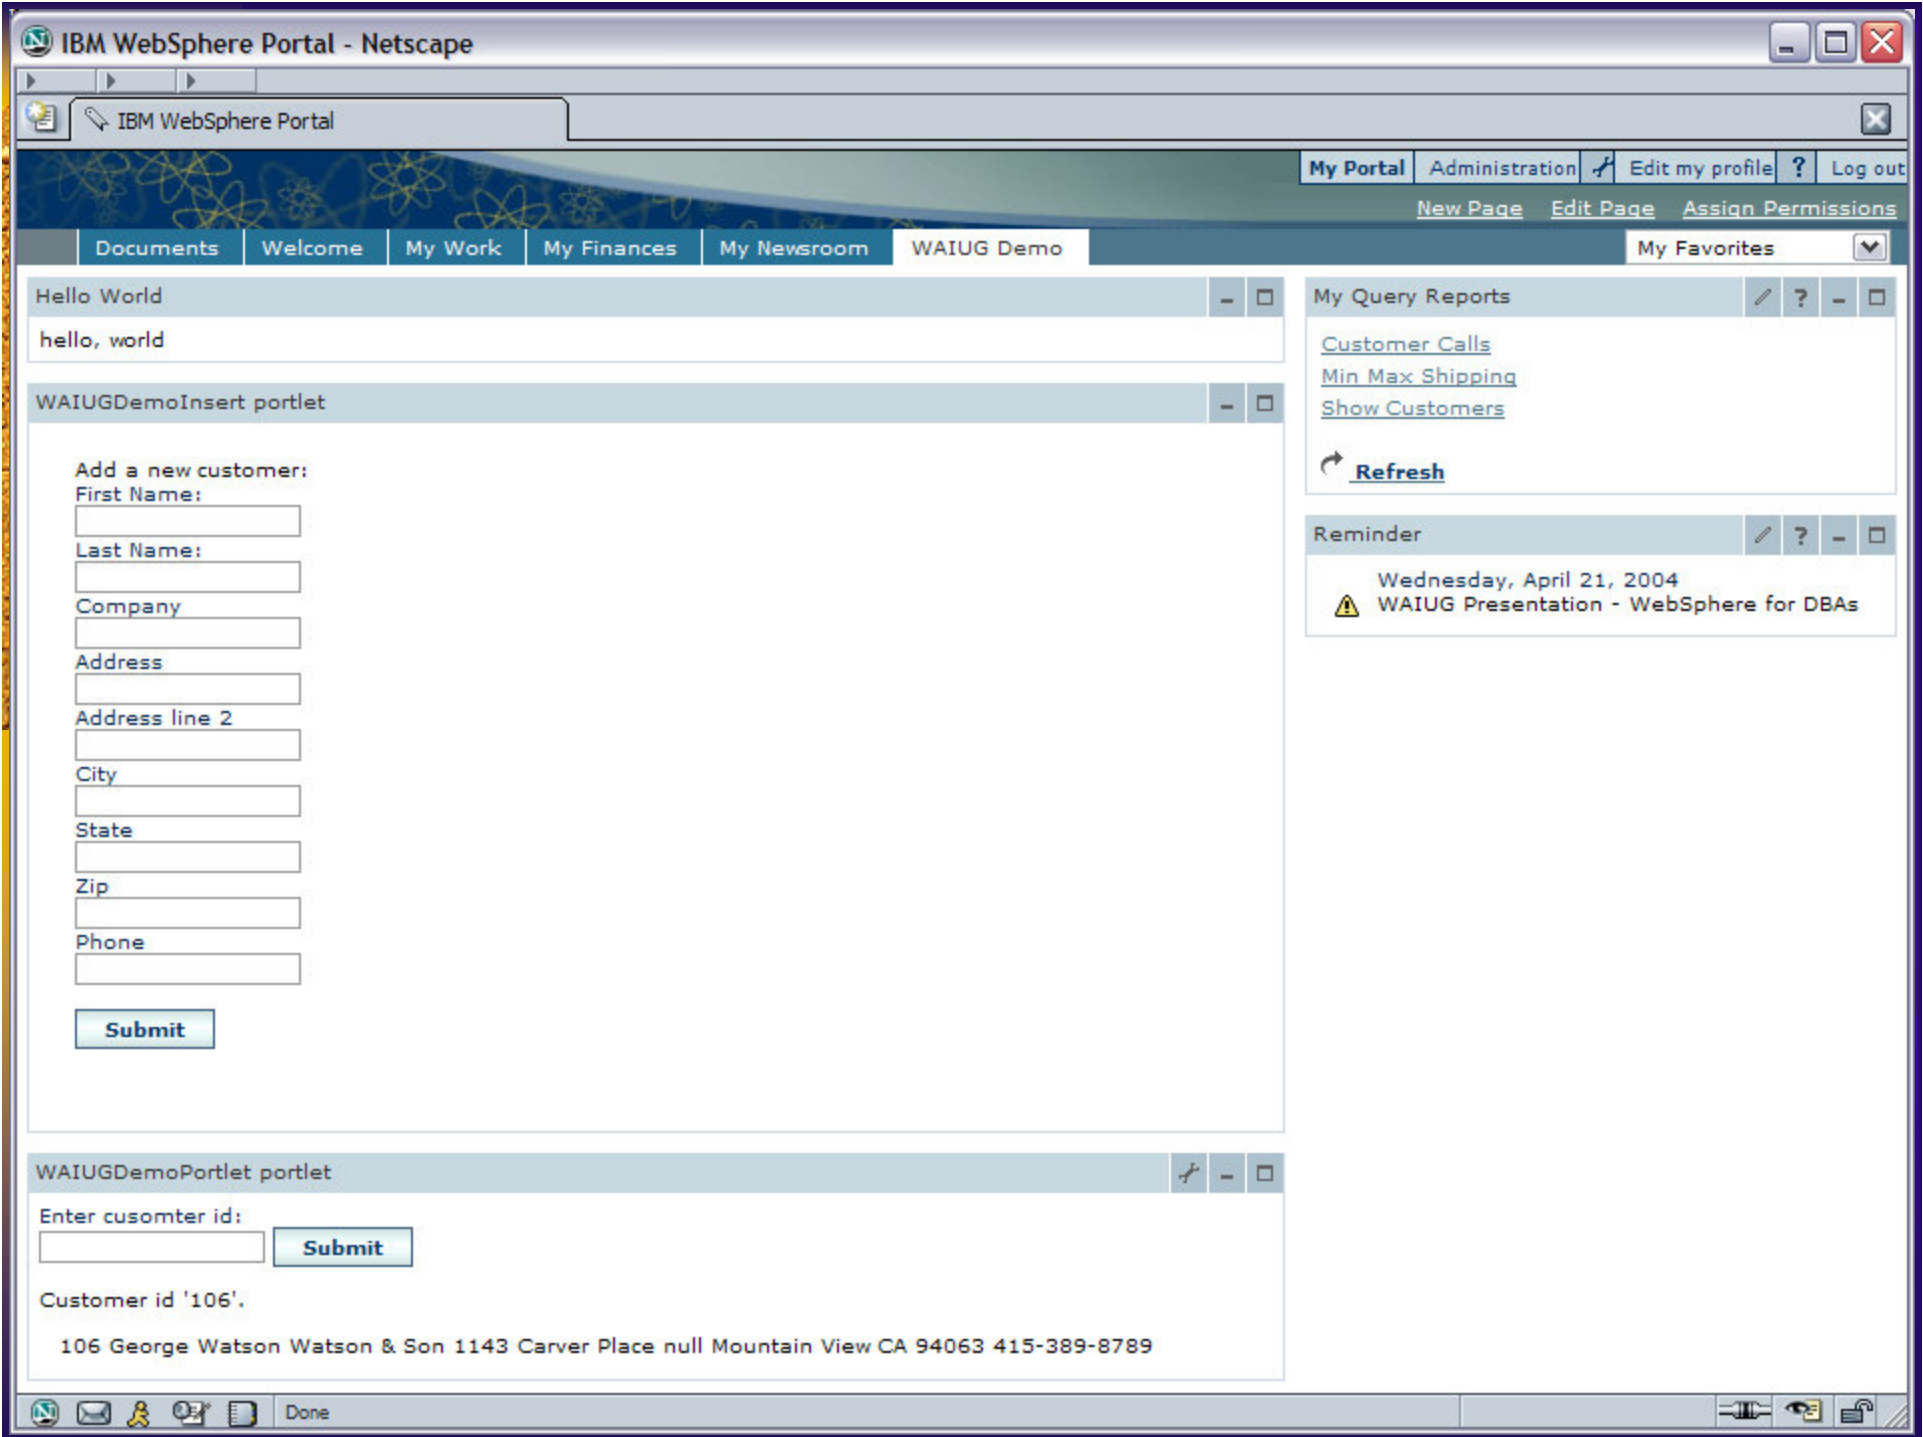 IBM WebSphere Portal - Netscape
IBM WebSphere Portal
My Portal Administration Edit my profile ? Log out
New Page Edit Page Assign Permissions
Documents Welcome My Work My Finances My Newsroom WAIUG Demo My Favorites
Hello World
hello, world
WAIUGDemoInsert portlet
Add a new customer:
First Name:
Last Name:
Company
Address
Address line 2
City
State
Zip
Phone
Submit
WAIUGDemoPortlet portlet
Enter cusomter id:
Submit
Customer id '106'.
106 George Watson Watson & Son 1143 Carver Place null Mountain View CA 94063 415-389-8789
My Query Reports ?
Customer Calls
Min Max Shipping
Show Customers
Refresh
Reminder ?
Wednesday, April 21, 2004
WAIUG Presentation - WebSphere for DBAs
Done